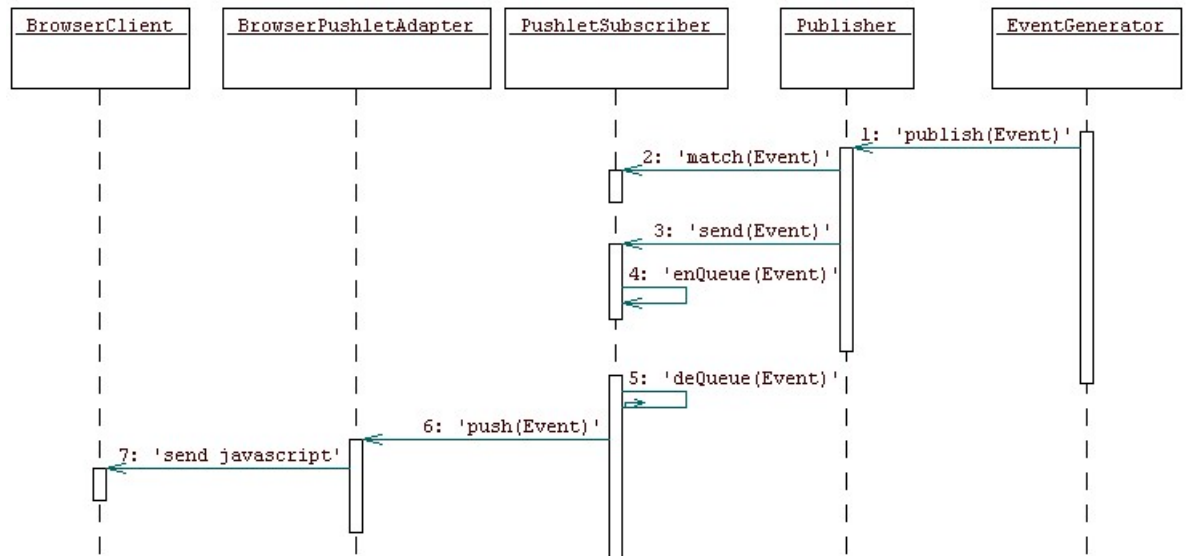 BrowserClient
BrowserPushletAdapter
PushletSubscriber
Publisher
EventGenerator
1: 'publish(Event)'
2: 'match(Event)'
3: 'send(Event)'
4: 'enQueue(Event)'
5: 'deQueue(Event)'
6: 'push(Event)'
7: 'send javascript'